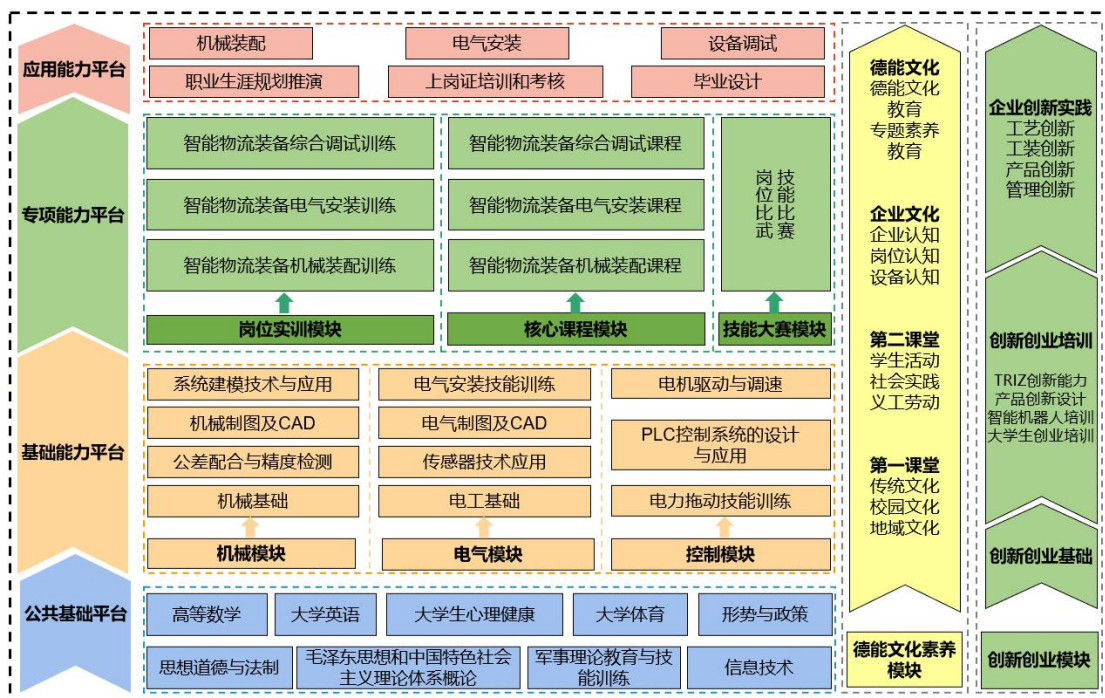 应用能力平台
机械装配
电气安装
设备调试
职业生涯规划推演
上岗证培训和考核
毕业设计
专项能力平台
智能物流装备综合调试训练
智能物流装备电气安装训练
智能物流装备机械装配训练
岗位实训模块
智能物流装备综合调试课程
智能物流装备电气安装课程
智能物流装备机械装配课程
核心课程模块
技能比赛
岗位比武
技能大赛模块
基础能力平台
系统建模技术与应用
机械制图及CAD
公差配合与精度检测
机械基础
机械模块
电气安装技能训练
电气制图及CAD
传感器技术应用
电工基础
电气模块
电机驱动与调速
PLC控制系统的设计
与应用
电力拖动技能训练
控制模块
公共基础平台
高等数学
大学英语
大学生心理健康
大学体育
形势与政策
思想道德与法制
毛泽东思想和中国特色社会
主义理论体系概论
军事理论教育与技
能训练
信息技术
德能文化
德能文化
教育
专题素养
教育
企业文化
企业认知
岗位认知
设备认知
第二课堂
学生活动
社会实践
义工劳动
第一课堂
传统文化
校园文化
地域文化
德能文化素养
模块
企业创新实践
工艺创新
工装创新
产品创新
管理创新
创新创业培训
TRIZ创新能力
产品创新设计
智能机器人培训
大学生创业培训
创新创业基础
创新创业模块